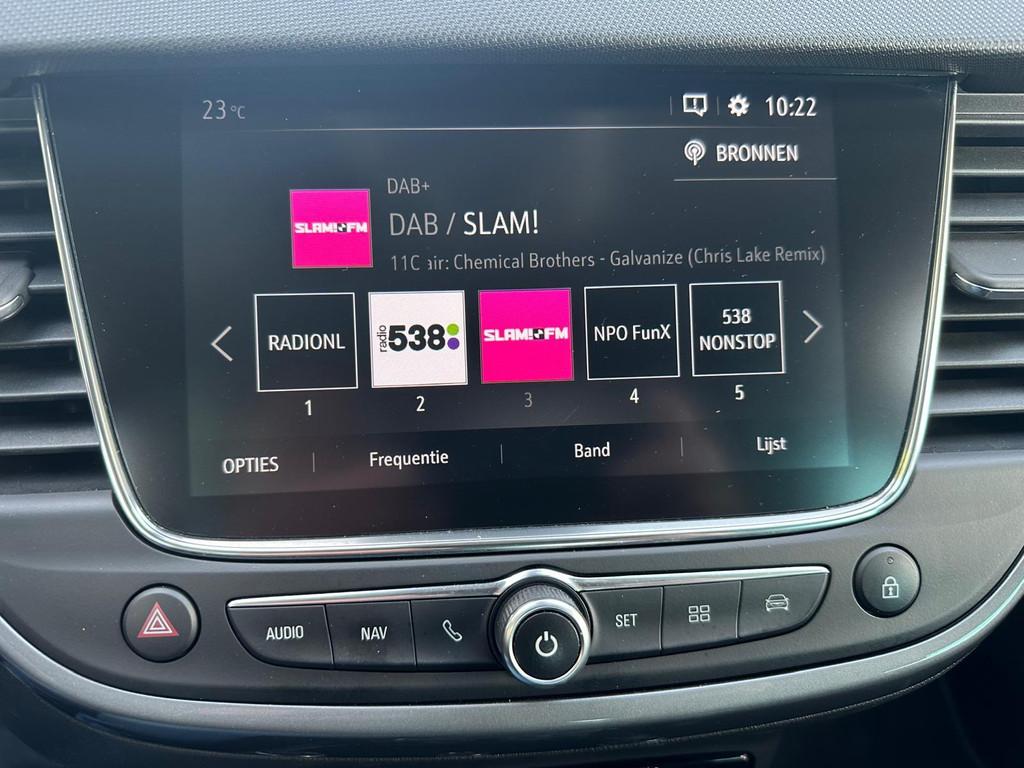 23°C
10:22
BRONNEN
DAB+
SLAM!FM
DAB / SLAM!
11C air: Chemical Brothers - Galvanize (Chris Lake Remix)
RADIONL
radio 538
SLAM!FM
NPO FunX
538 NONSTOP
1
2
3
4
5
OPTIES
Frequentie
Band
Lijst
AUDIO
NAV
SET